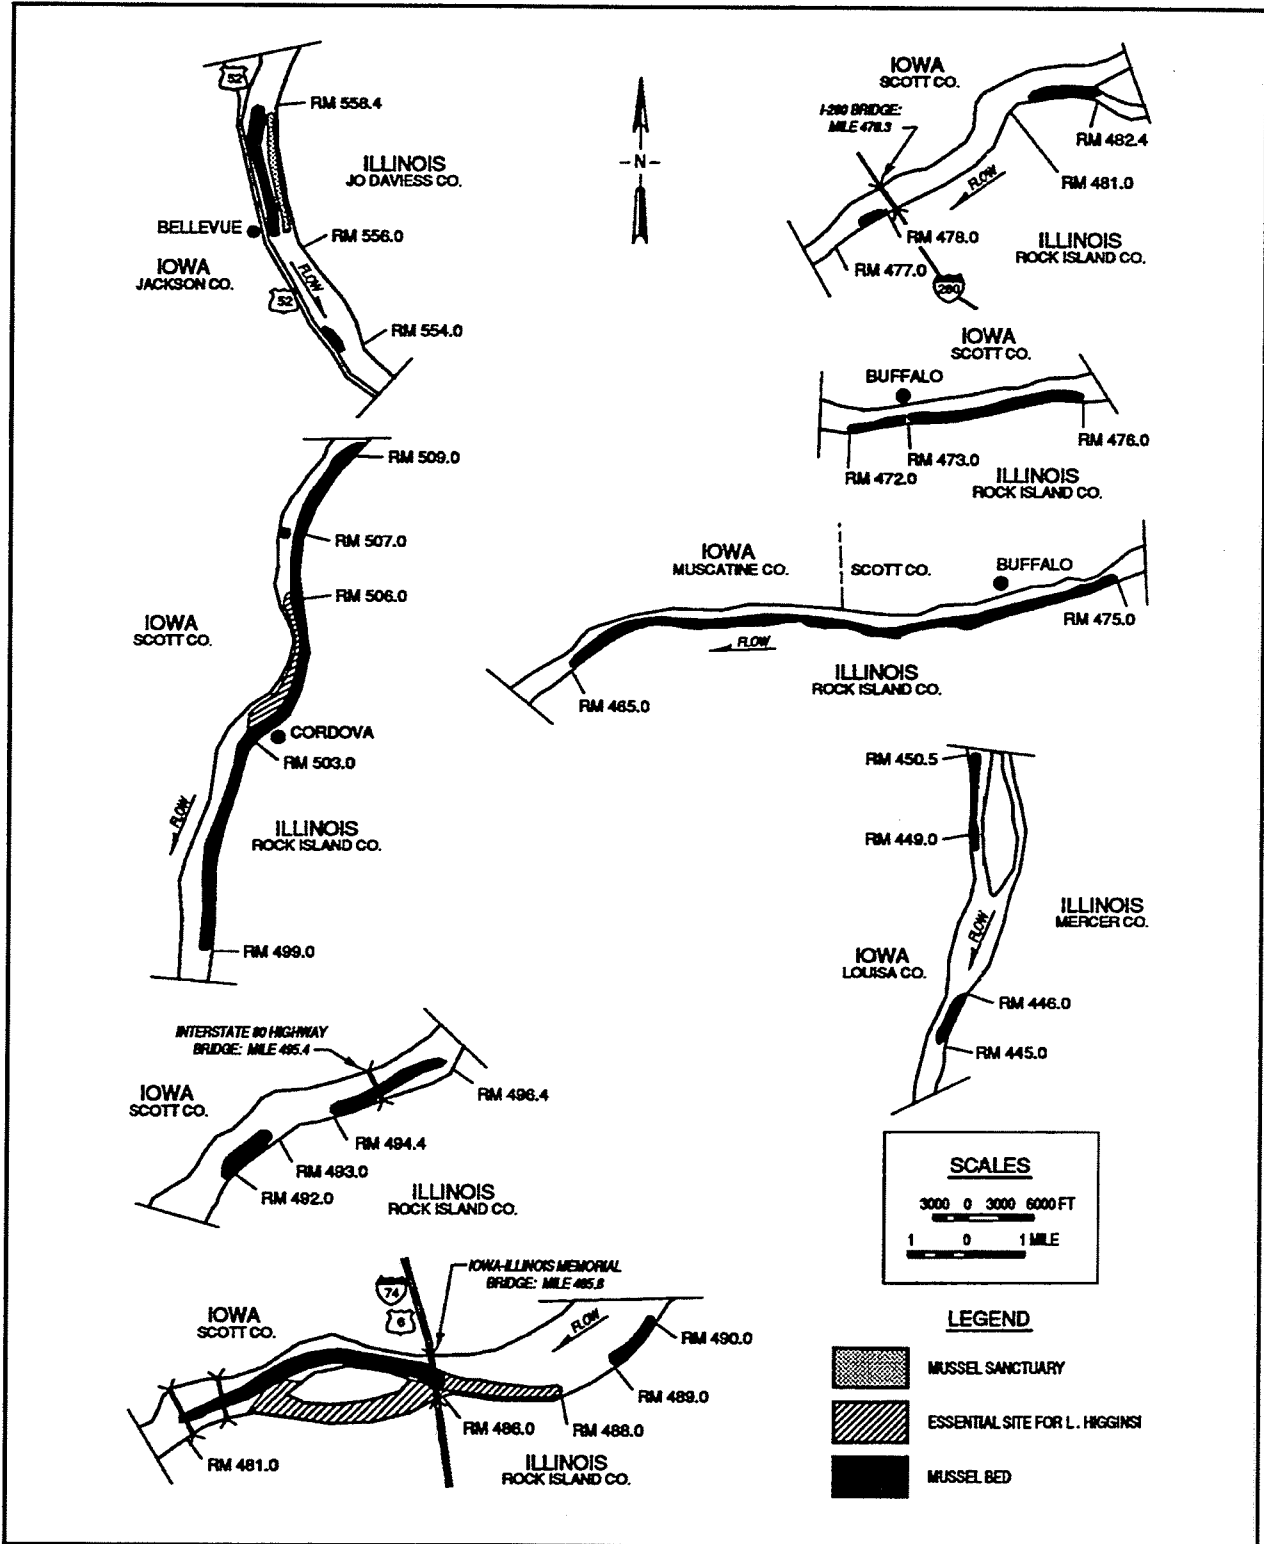 52
RM 558.4
ILLINOIS
JO DAVIESS CO.
BELLEVUE
RM 556.0
IOWA
JACKSON CO.
FLOW
52
RM 554.0
-N-
IOWA
SCOTT CO.
I-280 BRIDGE:
MILE 478.3
RM 482.4
RM 481.0
FLOW
RM 478.0
ILLINOIS
ROCK ISLAND CO.
RM 477.0
280
IOWA
SCOTT CO.
BUFFALO
RM 476.0
RM 473.0
RM 472.0
ILLINOIS
ROCK ISLAND CO.
RM 509.0
RM 507.0
RM 506.0
IOWA
SCOTT CO.
CORDOVA
RM 503.0
FLOW
ILLINOIS
ROCK ISLAND CO.
RM 499.0
IOWA
MUSCATINE CO.
SCOTT CO.
BUFFALO
RM 475.0
FLOW
ILLINOIS
ROCK ISLAND CO.
RM 465.0
RM 450.5
RM 449.0
ILLINOIS
MERCER CO.
FLOW
IOWA
LOUISA CO.
RM 446.0
RM 445.0
INTERSTATE 80 HIGHWAY
BRIDGE: MILE 495.4
IOWA
SCOTT CO.
RM 496.4
RM 494.4
RM 493.0
RM 492.0
ILLINOIS
ROCK ISLAND CO.
IOWA-ILLINOIS MEMORIAL
BRIDGE: MILE 485.8
74
6
IOWA
SCOTT CO.
FLOW
RM 490.0
RM 489.0
RM 486.0
RM 488.0
RM 481.0
ILLINOIS
ROCK ISLAND CO.
SCALES
3000 0 3000 6000 FT
1 0 1 MILE
LEGEND
MUSSEL SANCTUARY
ESSENTIAL SITE FOR L. HIGGINSI
MUSSEL BED